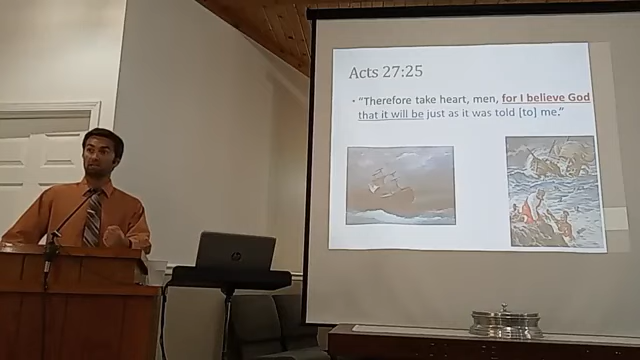 Acts 27:25
• “Therefore take heart, men, for I believe God
that it will be just as it was told [to] me.”
hp